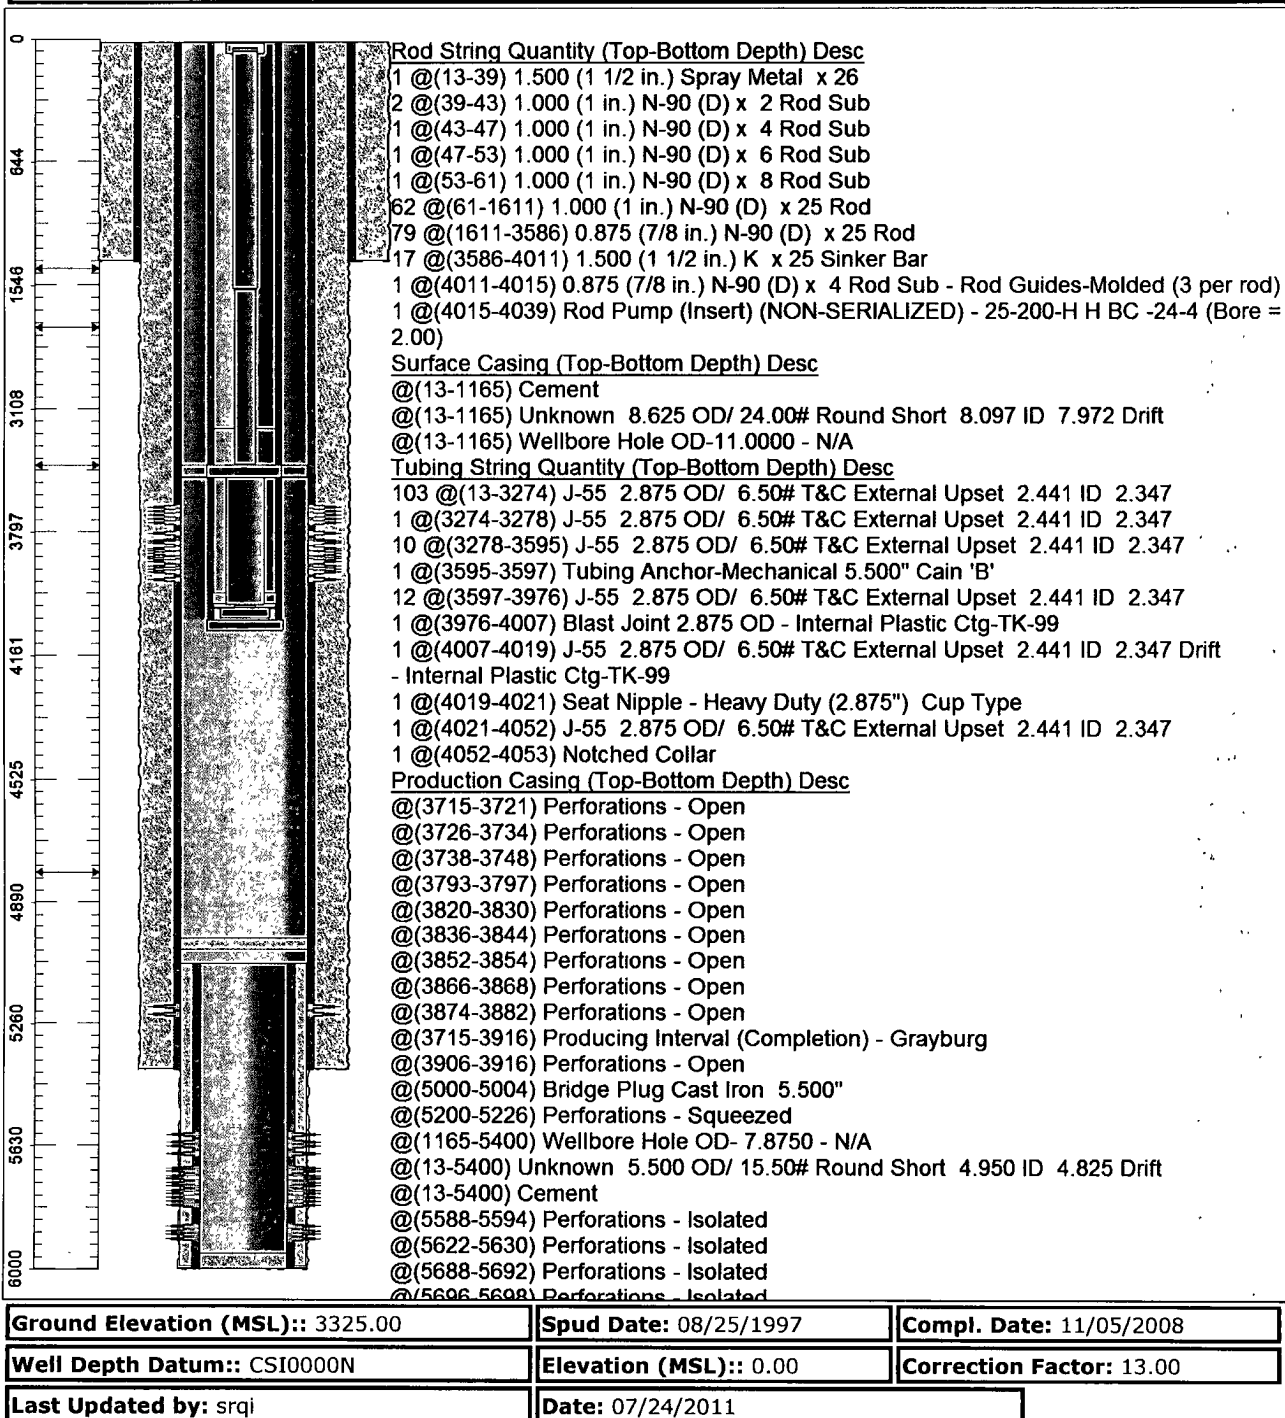 0
644
1546
3108
3797
4161
4525
4890
5260
5630
6000
Rod String Quantity (Top-Bottom Depth) Desc
1 @(13-39) 1.500 (1 1/2 in.) Spray Metal x 26
2 @(39-43) 1.000 (1 in.) N-90 (D) x 2 Rod Sub
1 @(43-47) 1.000 (1 in.) N-90 (D) x 4 Rod Sub
1 @(47-53) 1.000 (1 in.) N-90 (D) x 6 Rod Sub
1 @(53-61) 1.000 (1 in.) N-90 (D) x 8 Rod Sub
62 @(61-1611) 1.000 (1 in.) N-90 (D) x 25 Rod
79 @(1611-3586) 0.875 (7/8 in.) N-90 (D) x 25 Rod
17 @(3586-4011) 1.500 (1 1/2 in.) K x 25 Sinker Bar
1 @(4011-4015) 0.875 (7/8 in.) N-90 (D) x 4 Rod Sub - Rod Guides-Molded (3 per rod)
1 @(4015-4039) Rod Pump (Insert) (NON-SERIALIZED) - 25-200-H H BC -24-4 (Bore =
2.00)
Surface Casing (Top-Bottom Depth) Desc
@(13-1165) Cement
@(13-1165) Unknown 8.625 OD/ 24.00# Round Short 8.097 ID 7.972 Drift
@(13-1165) Wellbore Hole OD-11.0000 - N/A
Tubing String Quantity (Top-Bottom Depth) Desc
103 @(13-3274) J-55 2.875 OD/ 6.50# T&C External Upset 2.441 ID 2.347
1 @(3274-3278) J-55 2.875 OD/ 6.50# T&C External Upset 2.441 ID 2.347
10 @(3278-3595) J-55 2.875 OD/ 6.50# T&C External Upset 2.441 ID 2.347
1 @(3595-3597) Tubing Anchor-Mechanical 5.500" Cain 'B'
12 @(3597-3976) J-55 2.875 OD/ 6.50# T&C External Upset 2.441 ID 2.347
1 @(3976-4007) Blast Joint 2.875 OD - Internal Plastic Ctg-TK-99
1 @(4007-4019) J-55 2.875 OD/ 6.50# T&C External Upset 2.441 ID 2.347 Drift
- Internal Plastic Ctg-TK-99
1 @(4019-4021) Seat Nipple - Heavy Duty (2.875") Cup Type
1 @(4021-4052) J-55 2.875 OD/ 6.50# T&C External Upset 2.441 ID 2.347
1 @(4052-4053) Notched Collar
Production Casing (Top-Bottom Depth) Desc
@(3715-3721) Perforations - Open
@(3726-3734) Perforations - Open
@(3738-3748) Perforations - Open
@(3793-3797) Perforations - Open
@(3820-3830) Perforations - Open
@(3836-3844) Perforations - Open
@(3852-3854) Perforations - Open
@(3866-3868) Perforations - Open
@(3874-3882) Perforations - Open
@(3715-3916) Producing Interval (Completion) - Grayburg
@(3906-3916) Perforations - Open
@(5000-5004) Bridge Plug Cast Iron 5.500"
@(5200-5226) Perforations - Squeezed
@(1165-5400) Wellbore Hole OD- 7.8750 - N/A
@(13-5400) Unknown 5.500 OD/ 15.50# Round Short 4.950 ID 4.825 Drift
@(13-5400) Cement
@(5588-5594) Perforations - Isolated
@(5622-5630) Perforations - Isolated
@(5688-5692) Perforations - Isolated
@(5696-5698) Perforations - Isolated
Ground Elevation (MSL):: 3325.00
Spud Date: 08/25/1997
Compl. Date: 11/05/2008
Well Depth Datum:: CSI0000N
Elevation (MSL):: 0.00
Correction Factor: 13.00
Last Updated by: srqi
Date: 07/24/2011